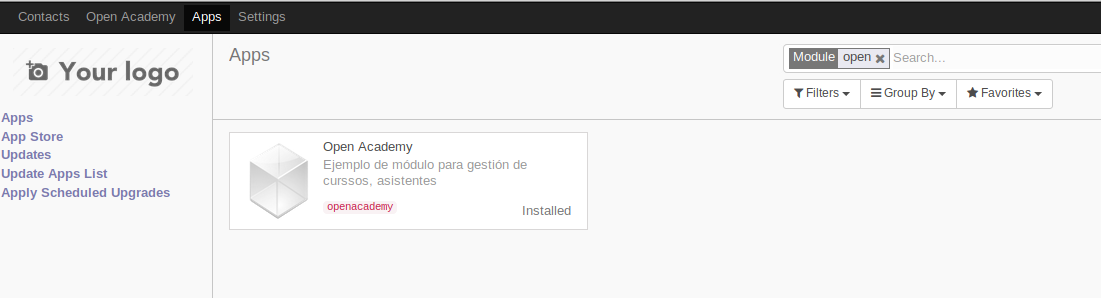 Contacts Open Academy Apps Settings
Your logo
Apps
App Store
Updates
Update Apps List
Apply Scheduled Upgrades
Apps
Module open Search...
Filters Group By Favorites
Open Academy
Ejemplo de módulo para gestión de
curssos, asistentes
openacademy
Installed